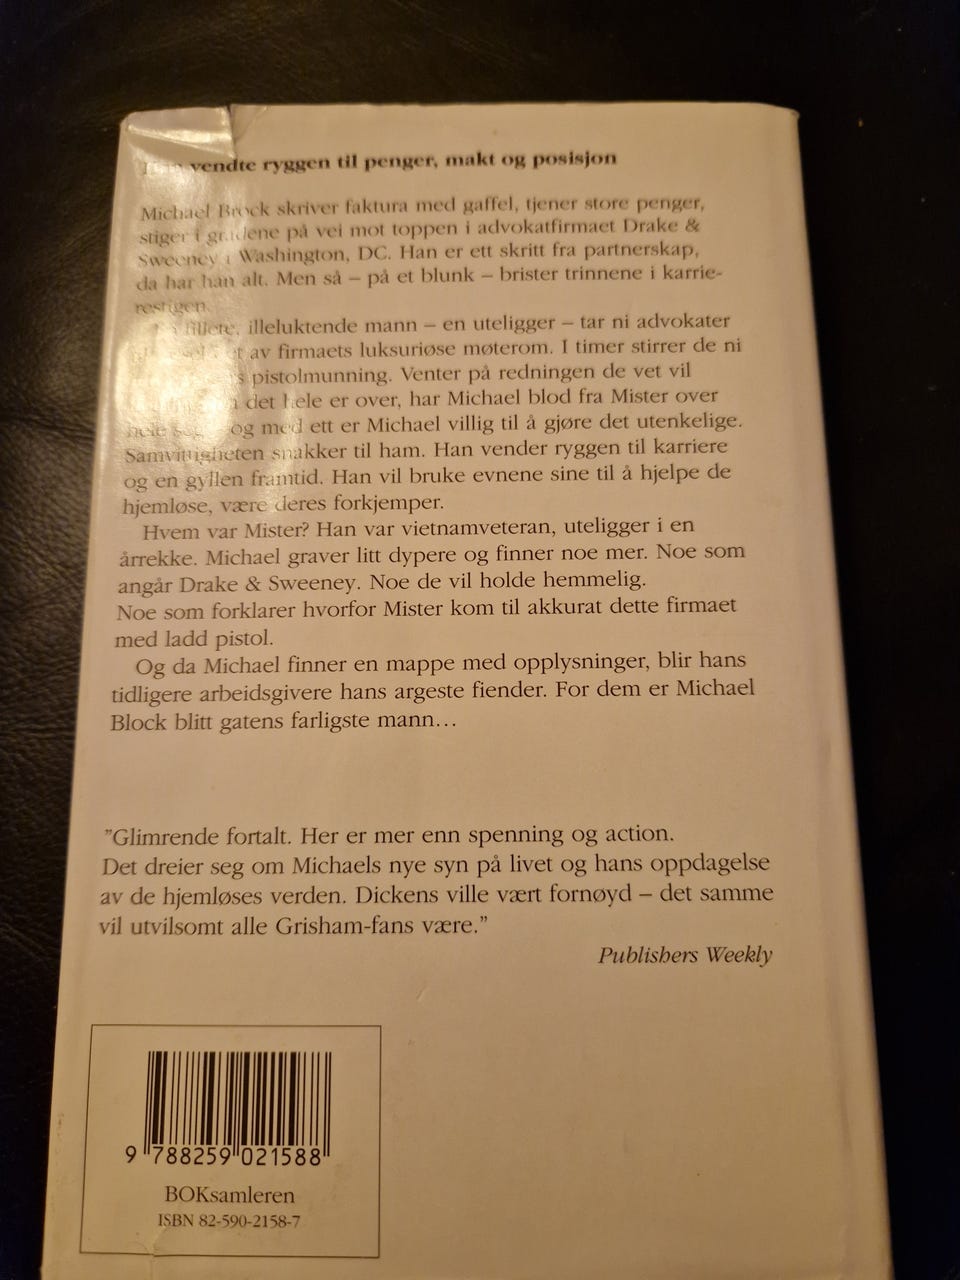 vendte ryggen til penger, makt og posisjon
Michael Brock skriver faktura med gaffel, tjener store penger,
stiger i gradene på vei mot toppen i advokatfirmaet Drake &
Sweeney i Washington, DC. Han er ett skritt fra partnerskap,
da har han alt. Men så – på et blunk – brister trinnene i karrie-
restigen.
fillete, illeluktende mann – en uteligger – tar ni advokater
av firmaets luksuriøse møterom. I timer stirrer de ni
pistolmunning. Venter på redningen de vet vil
det hele er over, har Michael blod fra Mister over
og med ett er Michael villig til å gjøre det utenkelige.
Samvittigheten snakker til ham. Han vender ryggen til karriere
og en gyllen framtid. Han vil bruke evnene sine til å hjelpe de
hjemløse, være deres forkjemper.
Hvem var Mister? Han var vietnamveteran, uteligger i en
årrekke. Michael graver litt dypere og finner noe mer. Noe som
angår Drake & Sweeney. Noe de vil holde hemmelig.
Noe som forklarer hvorfor Mister kom til akkurat dette firmaet
med ladd pistol.
Og da Michael finner en mappe med opplysninger, blir hans
tidligere arbeidsgivere hans argeste fiender. For dem er Michael
Block blitt gatens farligste mann…
”Glimrende fortalt. Her er mer enn spenning og action.
Det dreier seg om Michaels nye syn på livet og hans oppdagelse
av de hjemløses verden. Dickens ville vært fornøyd – det samme
vil utvilsomt alle Grisham-fans være.”
Publishers Weekly
9 788259 021588
BOKsamleren
ISBN 82-590-2158-7